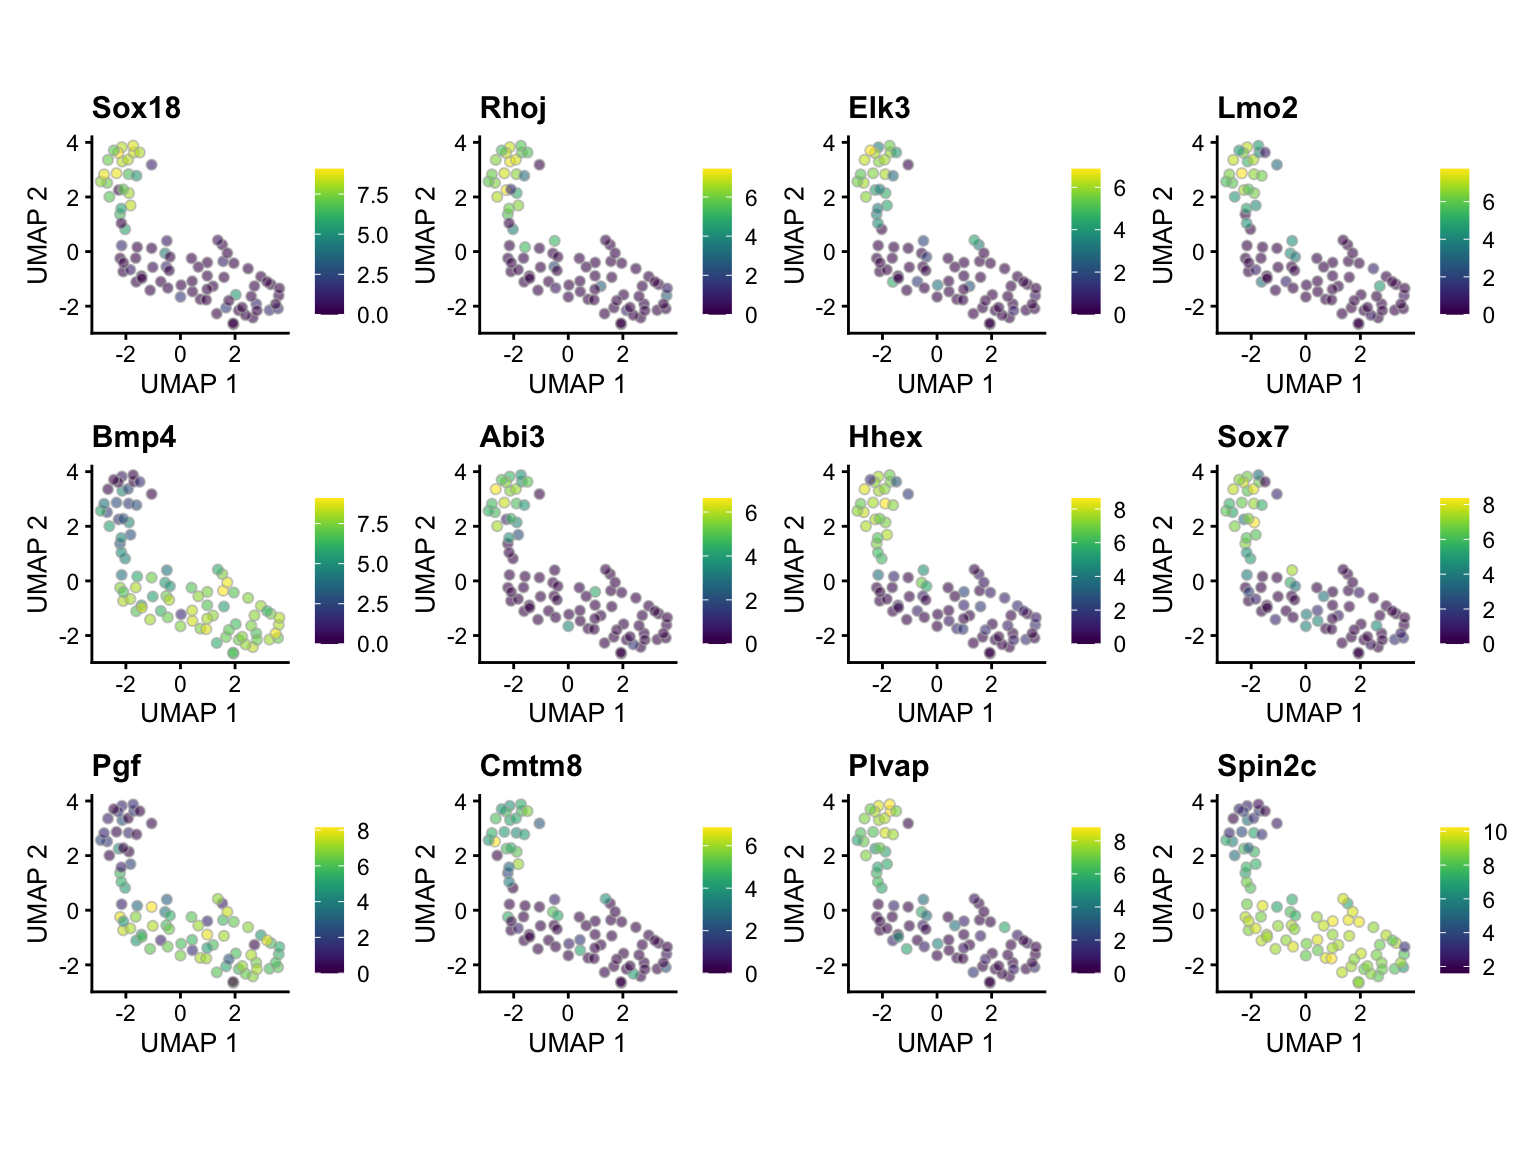 Sox18 Rhoj Elk3 Lmo2
4 4 4 4
7.5 6 6 6
2 2 2 2
5.0 4 4 4
0 0 0 0
2.5 2 2 2
-2 -2 -2 -2
0.0 0 0 0
-2 0 2 -2 0 2 -2 0 2 -2 0 2
UMAP 1 UMAP 1 UMAP 1 UMAP 1
UMAP 2 UMAP 2 UMAP 2 UMAP 2
Bmp4 Abi3 Hhex Sox7
4 4 4 4
7.5 6 8 8
2 2 2 2
5.0 4 6 6
0 0 0 0
2.5 2 4 4
-2 -2 2 -2 2 -2
0.0 0 0 0
-2 0 2 -2 0 2 -2 0 2 -2 0 2
UMAP 1 UMAP 1 UMAP 1 UMAP 1
UMAP 2 UMAP 2 UMAP 2 UMAP 2
Pgf Cmtm8 Plvap Spin2c
4 4 4 4
8 6 8 10
2 2 2 2
6 4 6 8
0 0 0 0
4 2 4 6
-2 2 -2 -2 2 -2 4
0 0 0 2
-2 0 2 -2 0 2 -2 0 2 -2 0 2
UMAP 1 UMAP 1 UMAP 1 UMAP 1
UMAP 2 UMAP 2 UMAP 2 UMAP 2